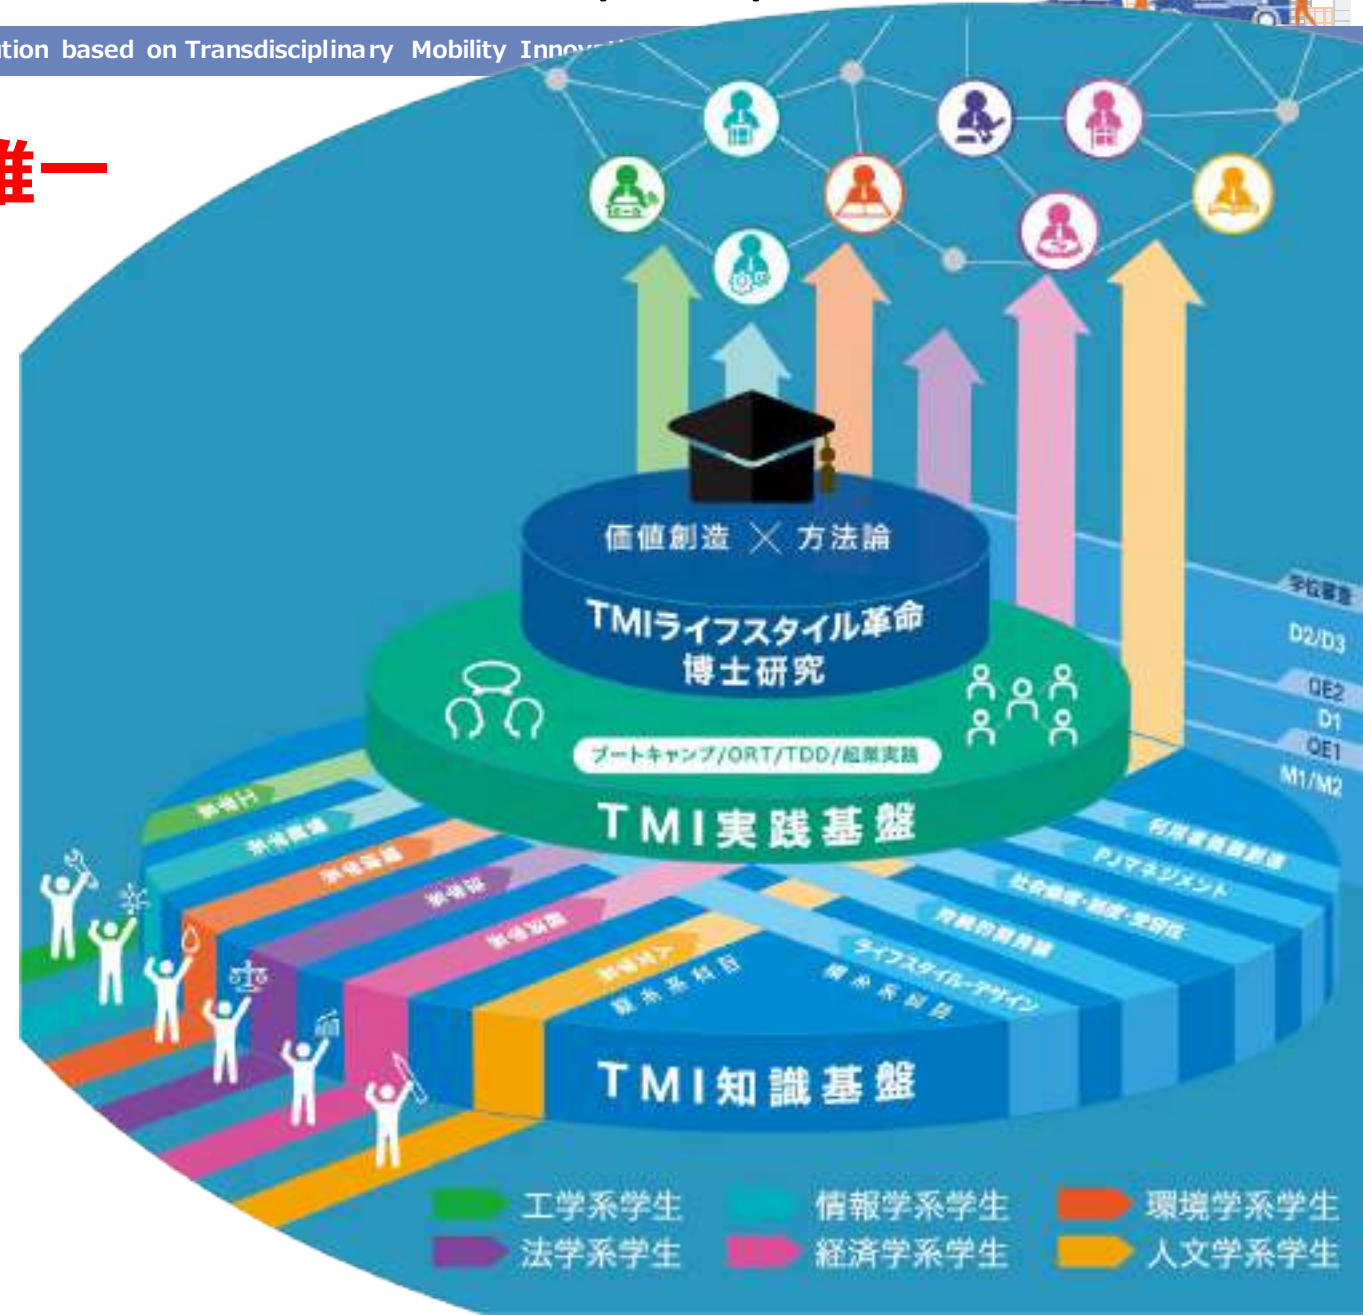 tion based on Transdisciplinary Mobility Innov
唯一
価値創造 × 方法論
TMIライフスタイル革命
博士研究
ブートキャンプ/ORT/TDD/起業実践
TMI実践基盤
学位審査
D2/D3
QE2
D1
QE1
M1/M2
PJマネジメント
ライフスタイル・デザイン
TMI知識基盤
工学系学生
情報学系学生
環境学系学生
法学系学生
経済学系学生
人文学系学生